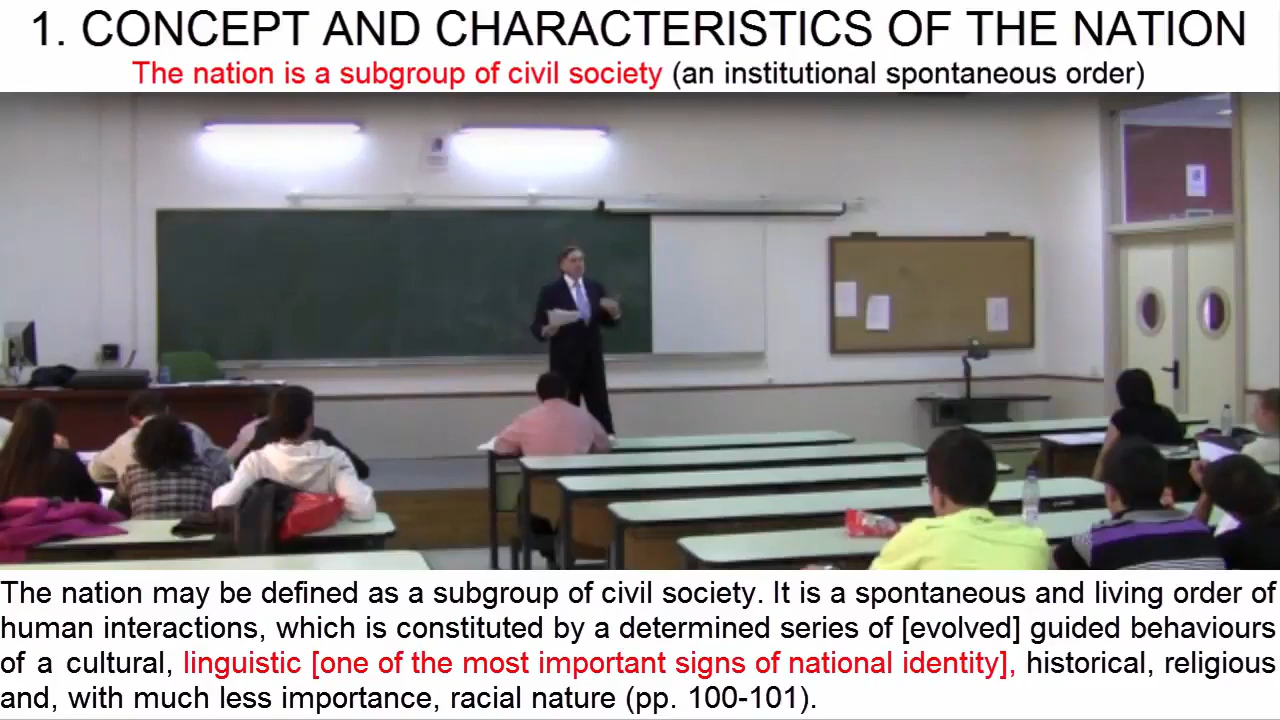 1. CONCEPT AND CHARACTERISTICS OF THE NATION
The nation is a subgroup of civil society (an institutional spontaneous order)
The nation may be defined as a subgroup of civil society. It is a spontaneous and living order of
human interactions, which is constituted by a determined series of [evolved] guided behaviours
of a cultural, linguistic [one of the most important signs of national identity], historical, religious
and, with much less importance, racial nature (pp. 100-101).